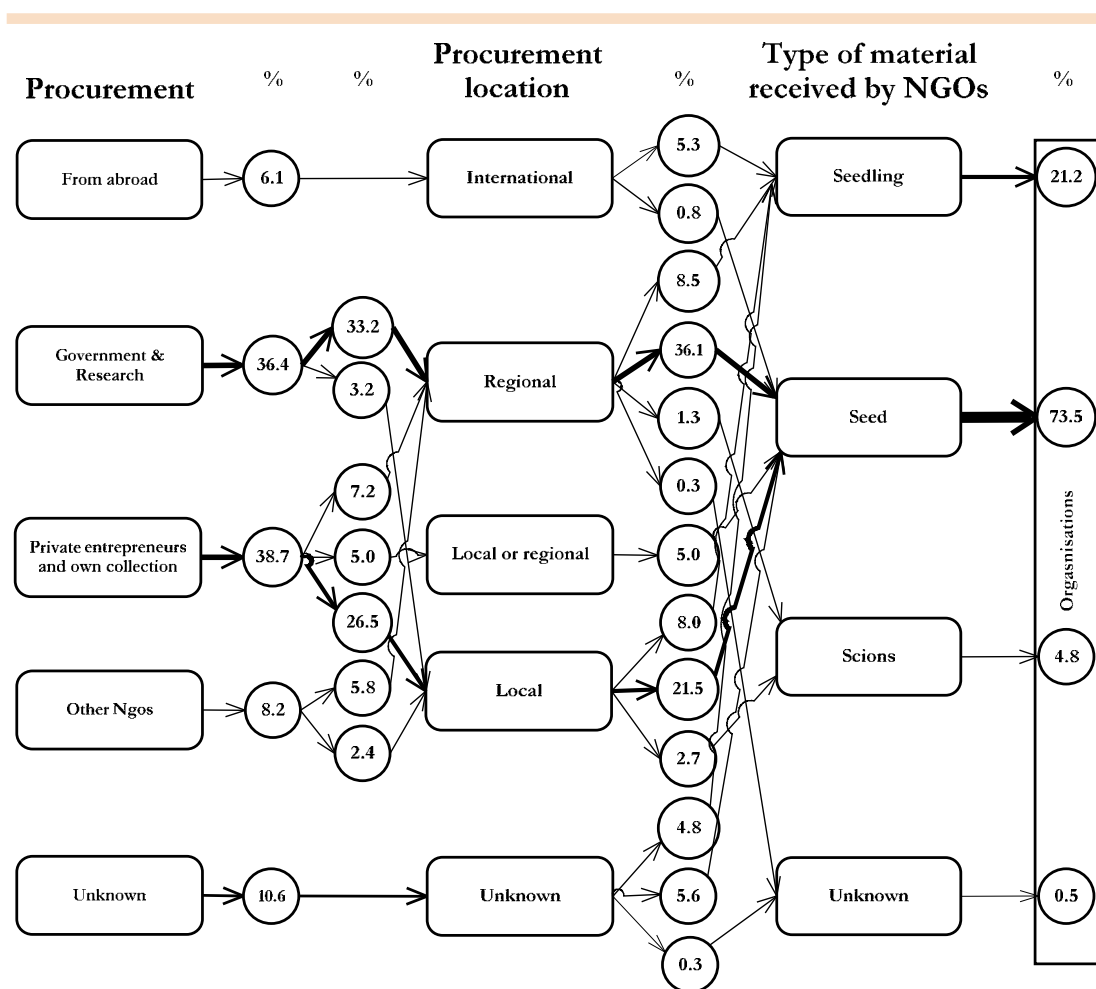 Procurement
%
%
Procurement
location
%
Type of material
received by NGOs
%
From abroad
6.1
International
5.3
0.8
Seedling
21.2
Government &
Research
36.4
33.2
3.2
Regional
8.5
36.1
1.3
0.3
Seed
73.5
Private entrepreneurs
and own collection
38.7
7.2
5.0
26.5
Local or regional
5.0
Orgasnisations
Other Ngos
8.2
5.8
2.4
Local
8.0
21.5
2.7
Scions
4.8
Unknown
10.6
Unknown
4.8
5.6
0.3
Unknown
0.5